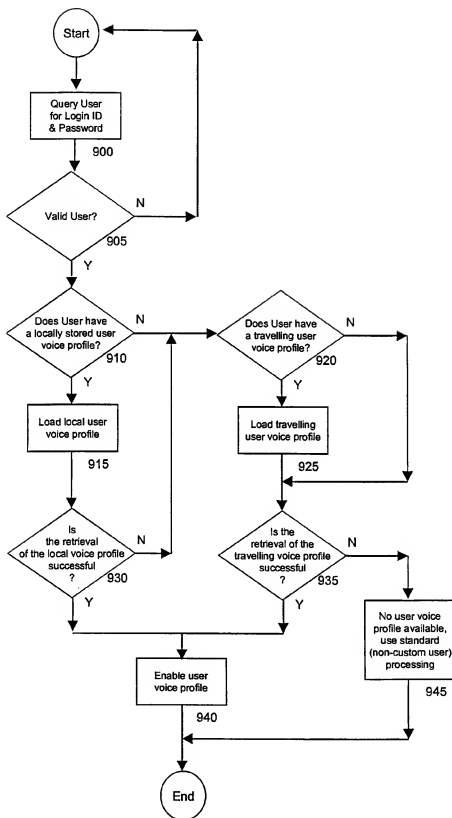 Start
Query User
for Login ID
& Password
900
Valid User?
N
905
Y
Does User have
a locally stored user
voice profile?
910
N
Y
Does User have
a travelling user
voice profile?
920
N
Y
Load local user
voice profile
915
Load travelling
user voice profile
925
Is
the retrieval
of the local voice profile
successful
?
930
N
Y
Is the
retrieval of the
travelling voice profile
successful
?
935
N
Y
No user voice
profile available,
use standard
(non-custom user)
processing
945
Enable user
voice profile
940
End